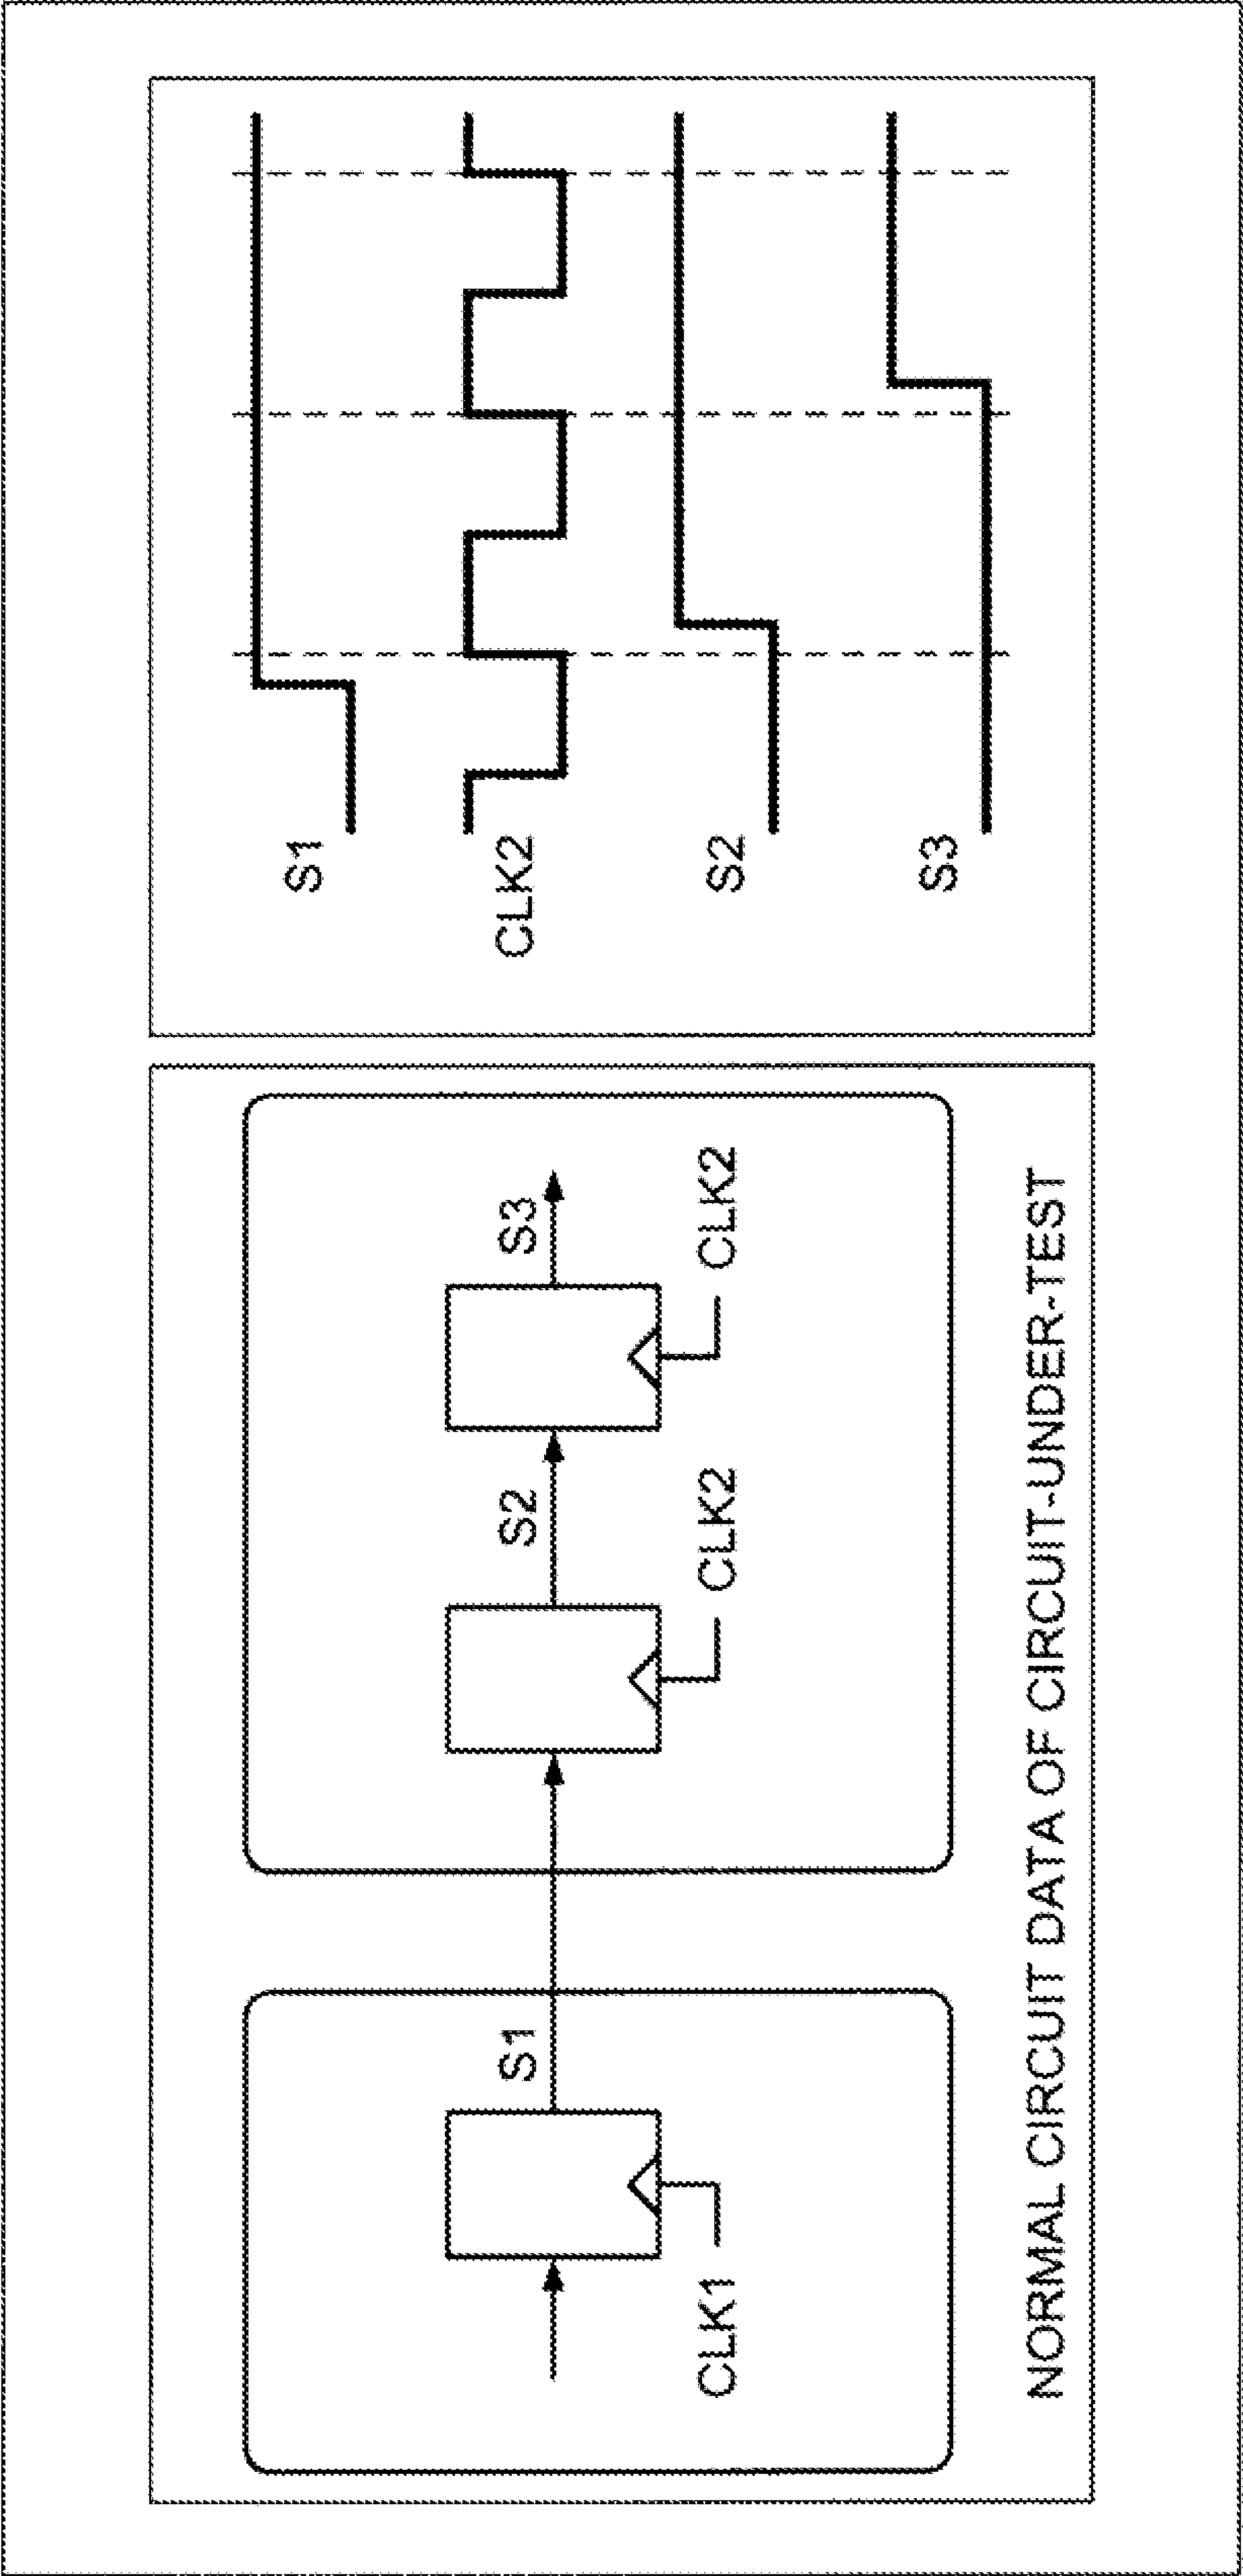 S1
S2
S3
CLK1
CLK2
CLK2
NORMAL CIRCUIT DATA OF CIRCUIT-UNDER-TEST
S1
CLK2
S2
S3